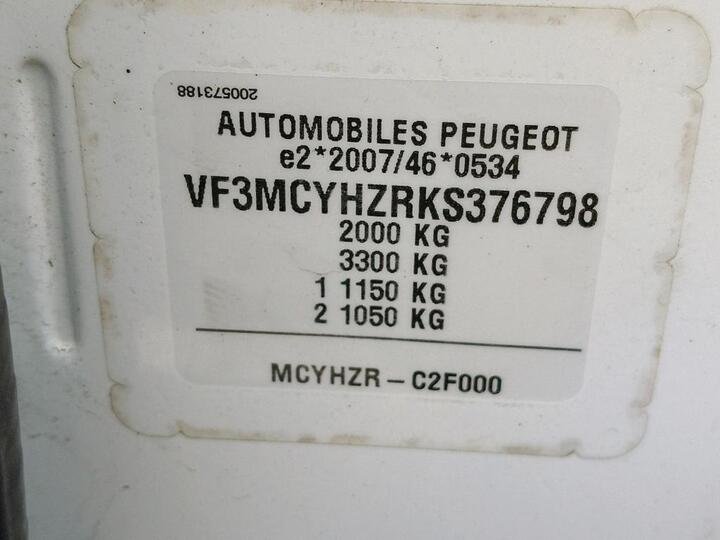 200573188
AUTOMOBILES PEUGEOT
e2*2007/46*0534
VF3MCYHZRKS376798
2000 KG
3300 KG
1 1150 KG
2 1050 KG
MCYHZR – C2F000